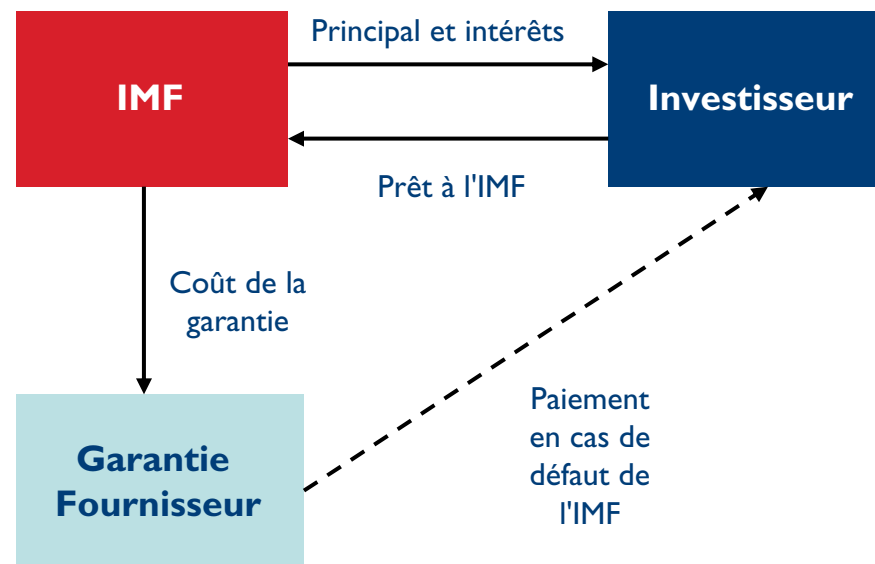 Principal et intérêts
IMF
Investisseur
Prêt à l'IMF
Coût de la
garantie
Garantie
Fournisseur
Paiement
en cas de
défaut de
l'IMF